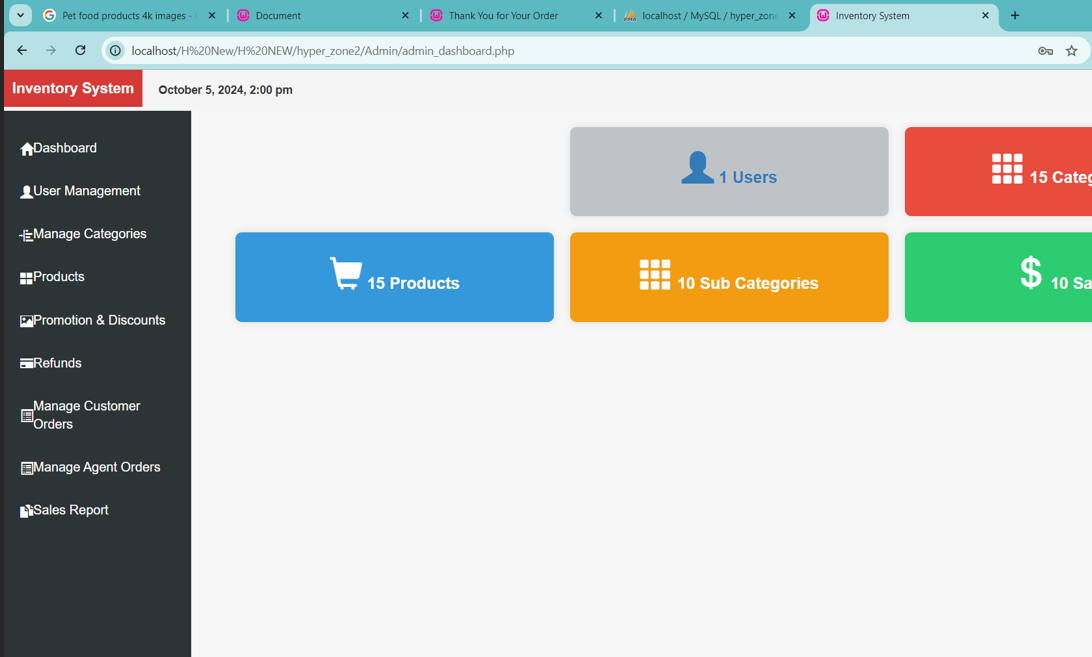 Pet food products 4k images -
Document
Thank You for Your Order
localhost / MySQL / hyper_zone
Inventory System
localhost/H%20New/H%20NEW/hyper_zone2/Admin/admin_dashboard.php
Inventory System
October 5, 2024, 2:00 pm
Dashboard
User Management
Manage Categories
Products
Promotion & Discounts
Refunds
Manage Customer
Orders
Manage Agent Orders
Sales Report
1 Users
15 Categ
15 Products
10 Sub Categories
10 Sa